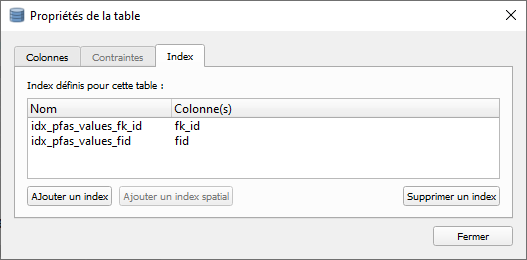 Propriétés de la table
Colonnes Contraintes Index
Index définis pour cette table :
Nom Colonne(s)
idx_pfas_values_fk_id fk_id
idx_pfas_values_fid fid
AJouter un index Ajouter un index spatial Supprimer un index
Fermer